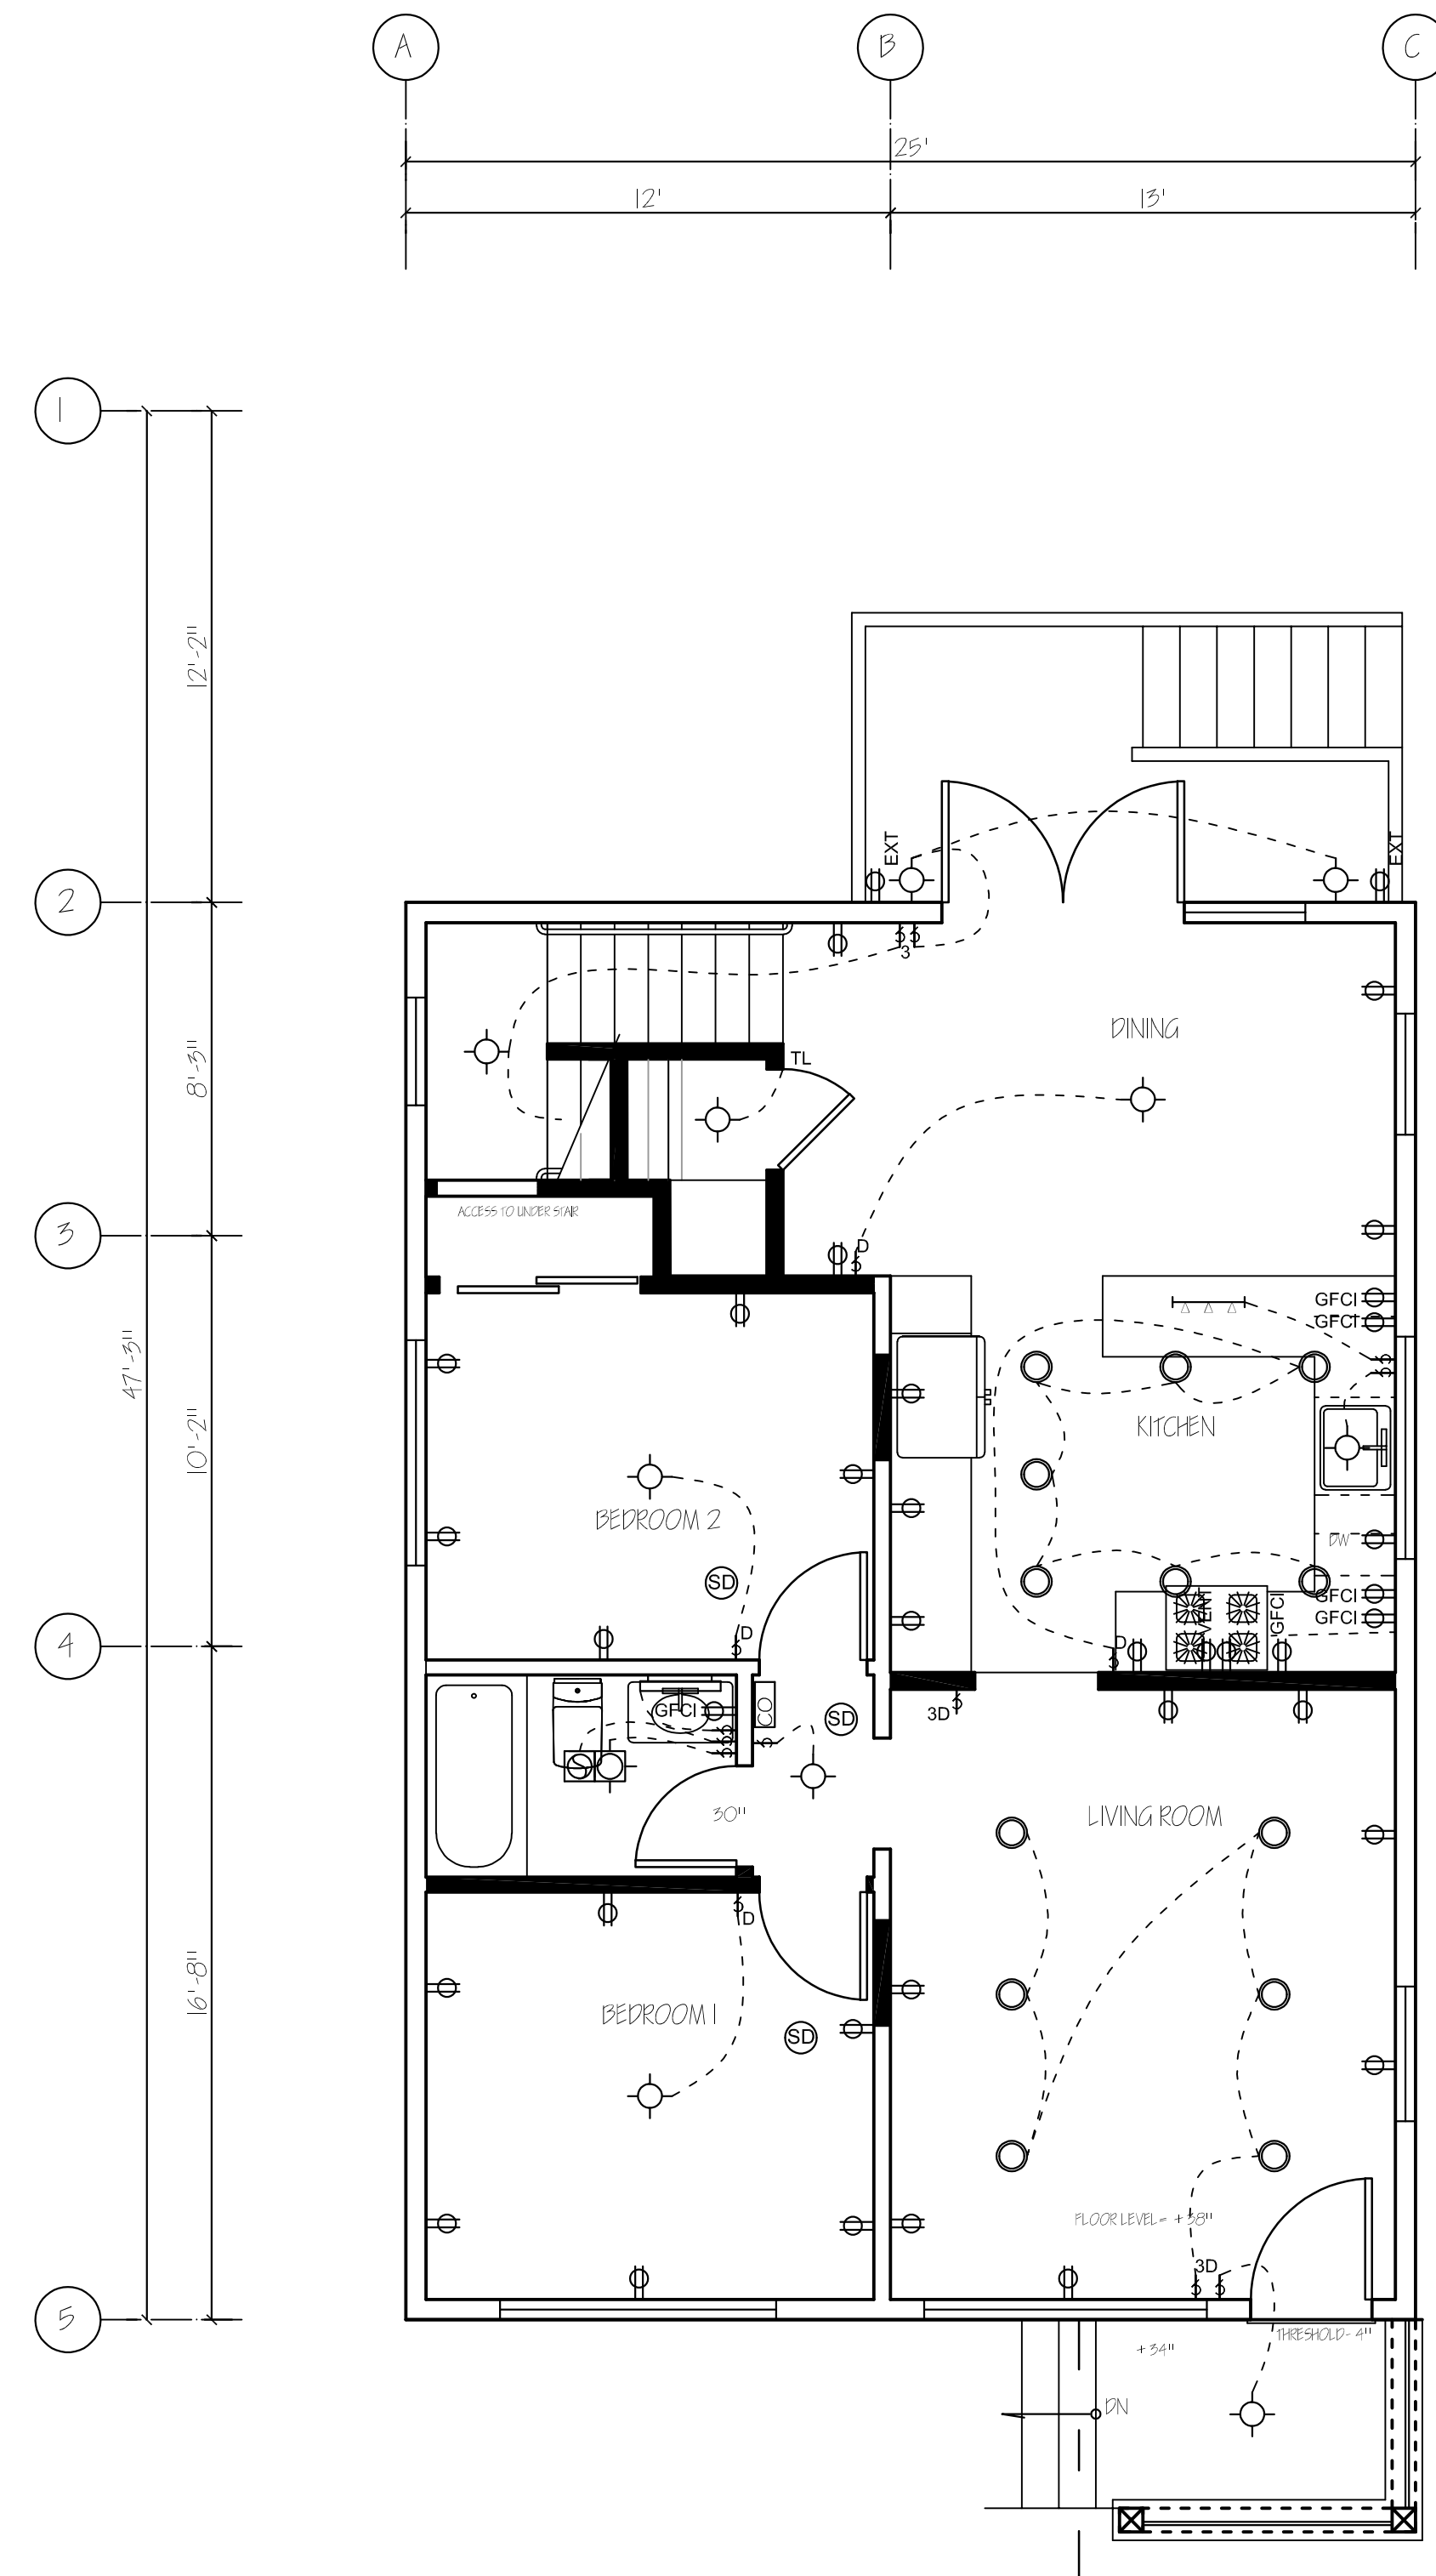 A
B
C
25'
12'
13'
1
12'-2"
EXT
EXT
2
3
DINING
8'-3"
TL
3
ACCESS TO UNDER STAIR
D
GFCI
GFCI
47'-3"
10'-2"
KITCHEN
BEDROOM 2
DW
SD
GFCI
VENT
GFCI
GFCI
4
D
D
GFCI
CO
SD
3D
30"
LIVING ROOM
D
16'-8"
BEDROOM 1
SD
FLOOR LEVEL= +38"
3D
5
THRESHOLD- 4"
+34"
DN